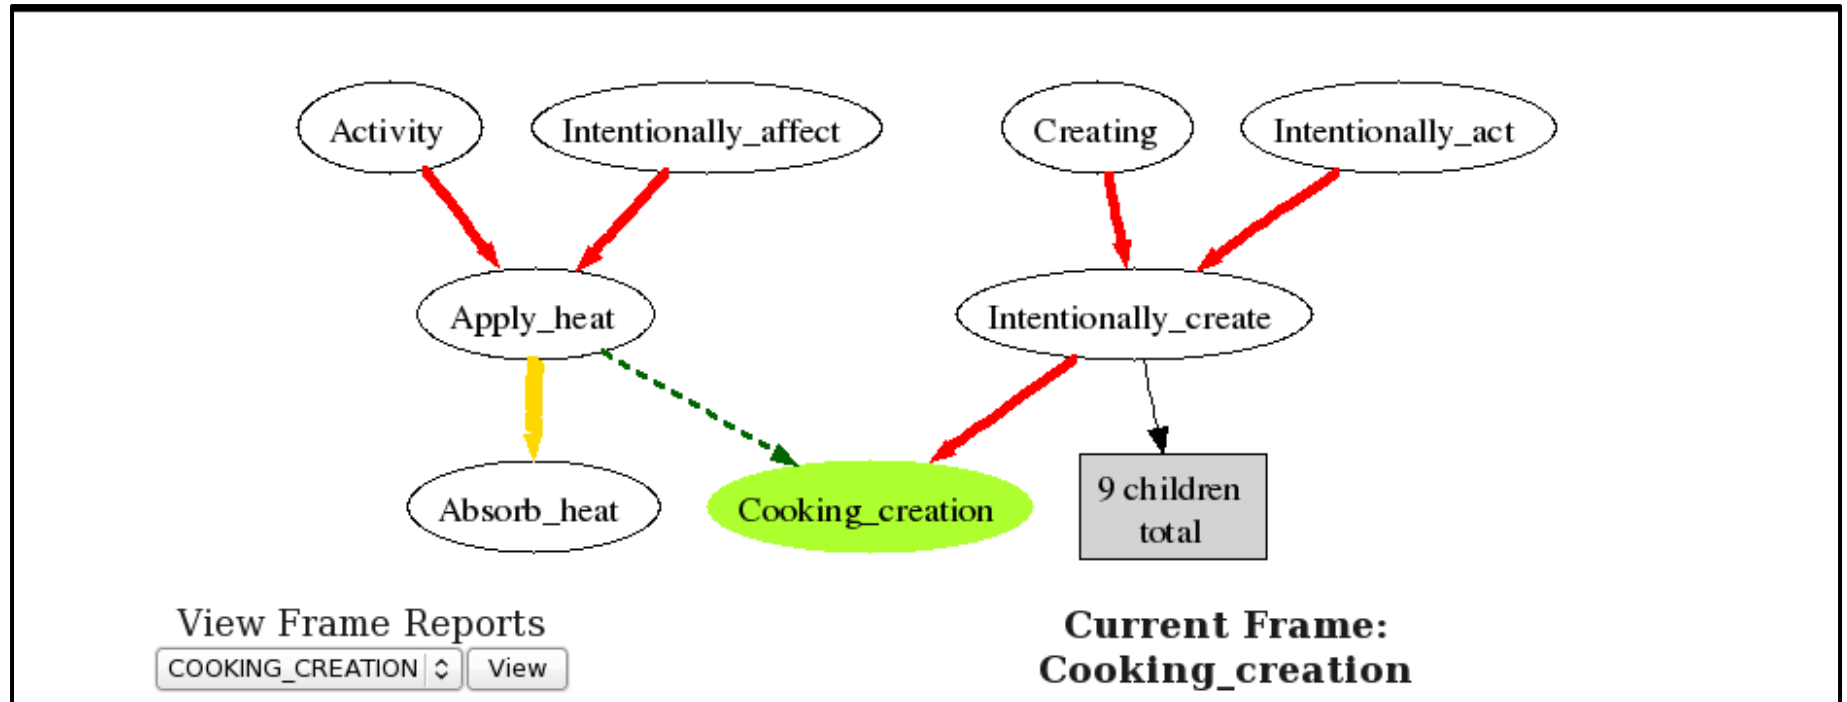 Activity
Intentionally_affect
Creating
Intentionally_act
Apply_heat
Intentionally_create
Absorb_heat
Cooking_creation
9 children
total
View Frame Reports
COOKING_CREATION
View
Current Frame:
Cooking_creation